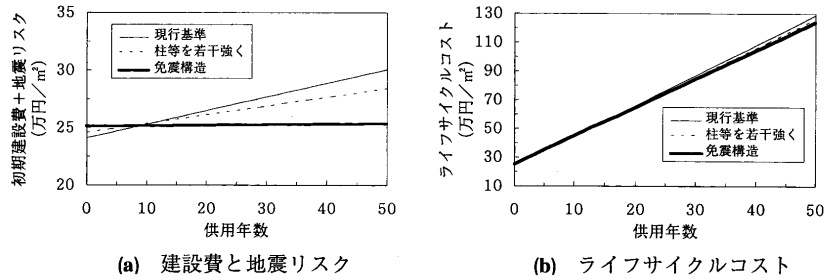 初期建設費+地震リスク
(万円/m²)
35
30
25
20
現行基準
柱等を若干強く
免震構造
0 10 20 30 40 50
供用年数
(a) 建設費と地震リスク
ライフサイクルコスト
(万円/m²)
130
110
90
70
50
30
10
現行基準
柱等を若干強く
免震構造
0 10 20 30 40 50
供用年数
(b) ライフサイクルコスト